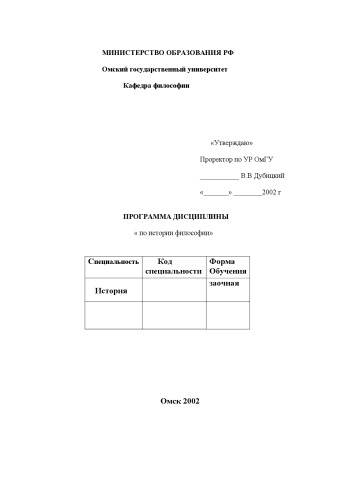 МИНИСТЕРСТВО ОБРАЗОВАНИЯ РФ
Омский государственный университет
Кафедра философии
«Утверждаю»
Проректор по УР ОмГУ
___________ В.В Дубицкий
«_______» ________2002 г
ПРОГРАММА ДИСЦИПЛИНЫ
« по истории философии»
Специальность Код специальности Форма Обучения
История заочная
Омск 2002